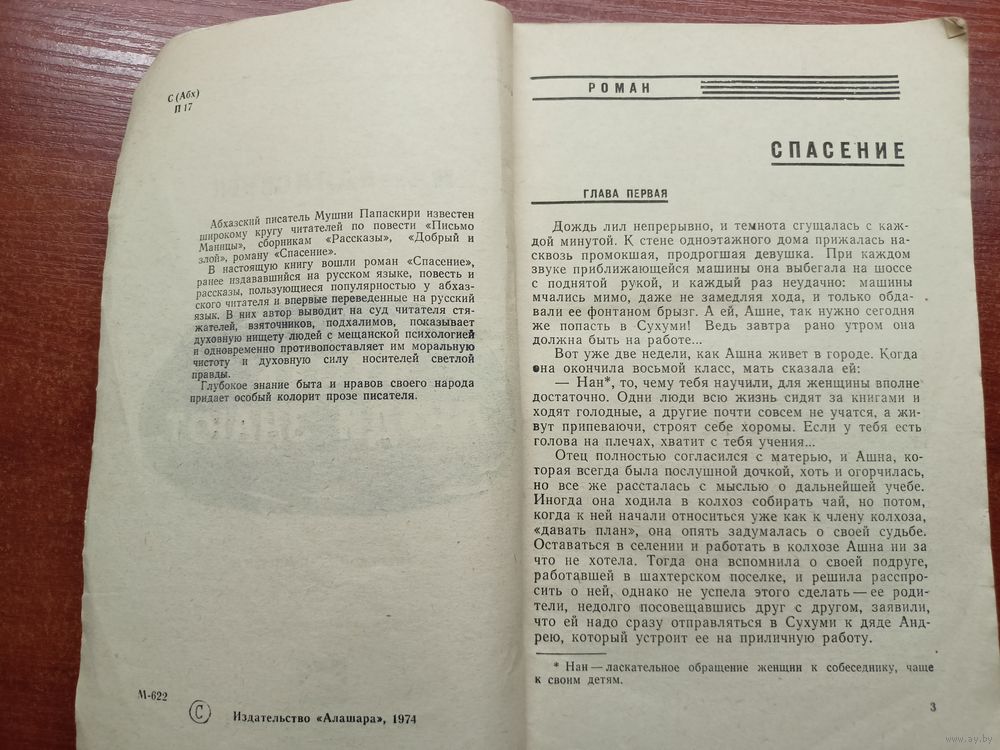 С (Абх)
П 17
Абхазский писатель Мушни Папаскири известен
широкому кругу читателей по повести «Письмо
Маницы», сборникам «Рассказы», «Добрый и
злой», роману «Спасение».
В настоящую книгу вошли роман «Спасение»,
ранее издававшийся на русском языке, повесть и
рассказы, пользующиеся популярностью у абхаз-
ского читателя и впервые переведенные на русский
язык. В них автор выводит на суд читателя стя-
жателей, взяточников, подхалимов, показывает
духовную нищету людей с мещанской психологией
и одновременно противопоставляет им моральную
чистоту и духовную силу носителей светлой
правды.
Глубокое знание быта и нравов своего народа
придает особый колорит прозе писателя.
М-622
© Издательство «Алашара», 1974
РОМАН
СПАСЕНИЕ
ГЛАВА ПЕРВАЯ
Дождь лил непрерывно, и темнота сгущалась с каж-
дой минутой. К стене одноэтажного дома прижалась на-
сквозь промокшая, продрогшая девушка. При каждом
звуке приближающейся машины она выбегала на шоссе
с поднятой рукой, и каждый раз неудачно: машины
мчались мимо, даже не замедляя хода, и только обда-
вали ее фонтаном брызг. А ей, Ашне, так нужно сегодня
же попасть в Сухуми! Ведь завтра рано утром она
должна быть на работе...
Вот уже две недели, как Ашна живет в городе. Когда
она окончила восьмой класс, мать сказала ей:
— Нан*, то, чему тебя научили, для женщины вполне
достаточно. Одни люди всю жизнь сидят за книгами и
ходят голодные, а другие почти совсем не учатся, а жи-
вут припеваючи, строят себе хоромы. Если у тебя есть
голова на плечах, хватит с тебя учения...
Отец полностью согласился с матерью, и Ашна, ко-
торая всегда была послушной дочкой, хоть и огорчилась,
но все же рассталась с мыслью о дальнейшей учебе.
Иногда она ходила в колхоз собирать чай, но потом,
когда к ней начали относиться уже как к члену колхоза,
«давать план», она опять задумалась о своей судьбе.
Оставаться в селении и работать в колхозе Ашна ни за
что не хотела. Тогда она вспомнила о своей подруге,
работавшей в шахтерском поселке, и решила расспро-
сить о ней, однако не успела этого сделать — ее роди-
тели, недолго посовещавшись друг с другом, заявили,
что ей надо сразу отправляться в Сухуми к дяде Анд-
рею, который устроит ее на приличную работу.
* Нан — ласкательное обращение женщин к собеседнику, чаще
к своим детям.
3
www.ay.by